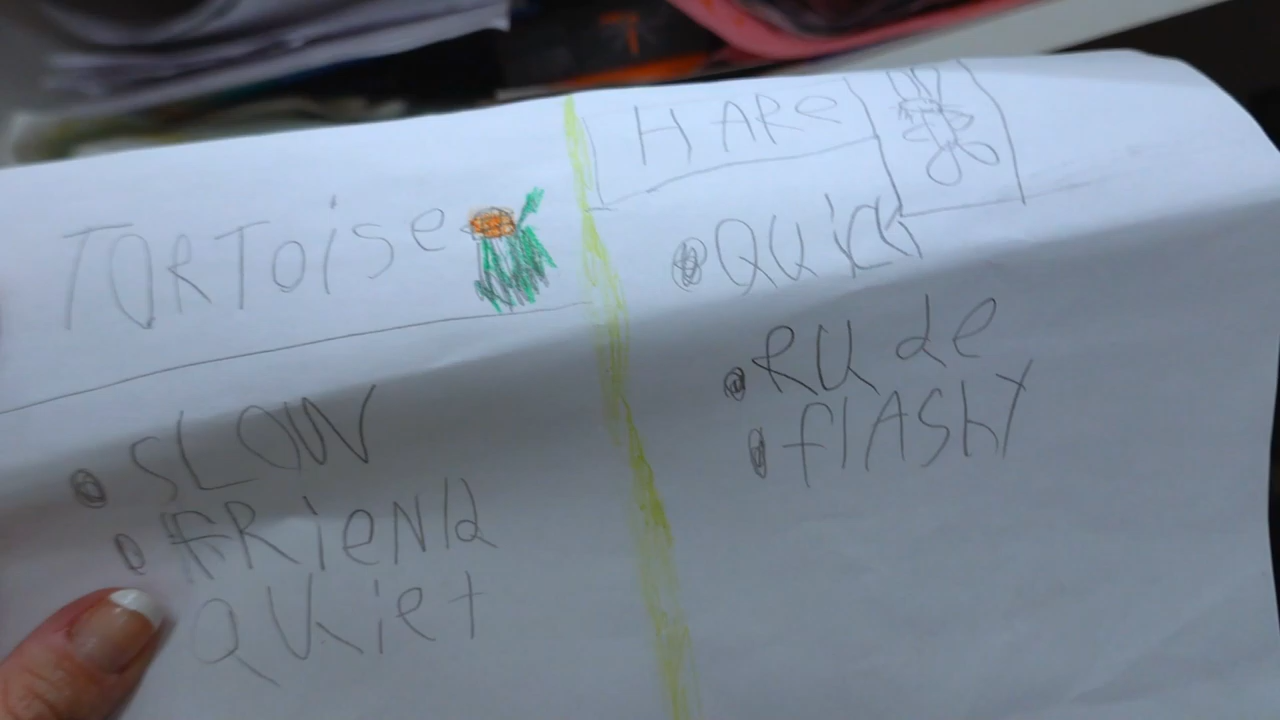 TORToise
SLOW
FRieNd
QUieT
HARe
QUiCK
RUde
flASHY